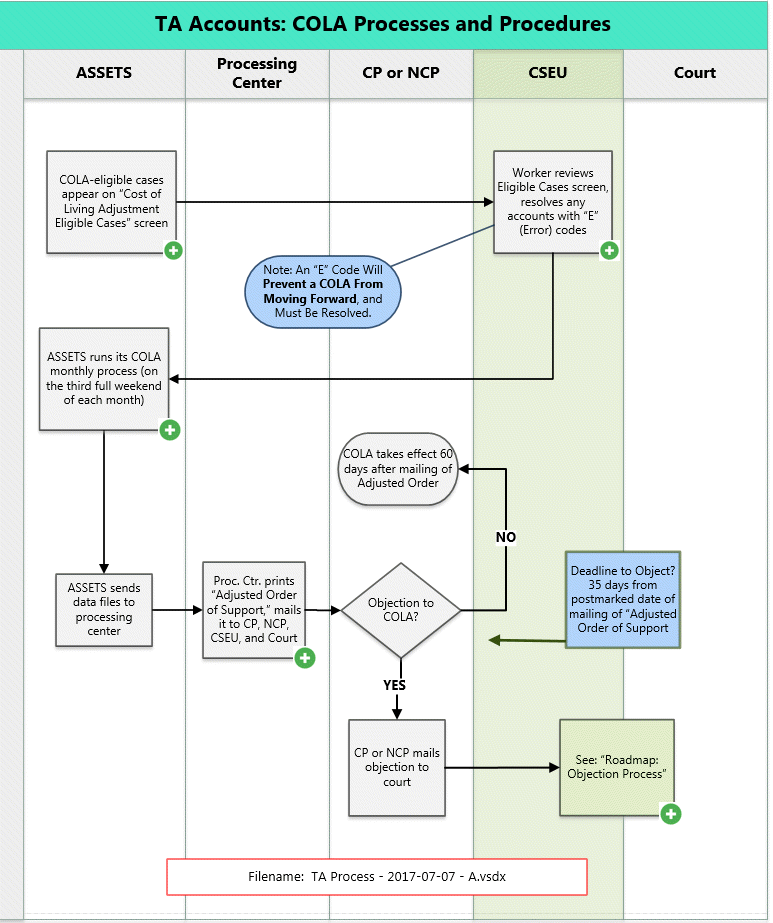 TA Accounts: COLA Processes and Procedures
ASSETS
Processing
Center
CP or NCP
CSEU
Court
COLA-eligible cases
appear on “Cost of
Living Adjustment
Eligible Cases” screen
Worker reviews
Eligible Cases screen,
resolves any
accounts with “E”
(Error) codes
Note: An “E” Code Will
Prevent a COLA From
Moving Forward, and
Must Be Resolved.
ASSETS runs its COLA
monthly process (on
the third full weekend
of each month)
COLA takes effect 60
days after mailing of
Adjusted Order
NO
ASSETS sends
data files to
processing
center
Proc. Ctr. prints
“Adjusted Order
of Support,” mails
it to CP, NCP,
CSEU, and Court
Objection to
COLA?
Deadline to Object?
35 days from
postmarked date of
mailing of “Adjusted
Order of Support
YES
CP or NCP mails
objection to
court
See: “Roadmap:
Objection Process”
Filename: TA Process - 2017-07-07 - A.vsdx